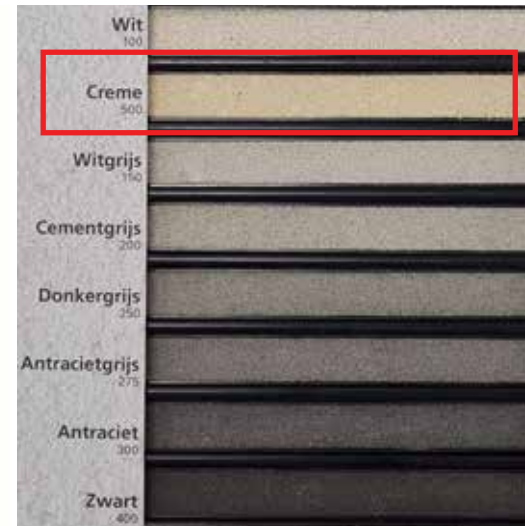 Wit
100
Creme
500
Witgrijs
150
Cementgrijs
200
Donkergrijs
250
Antracietgrijs
275
Antraciet
300
Zwart
400